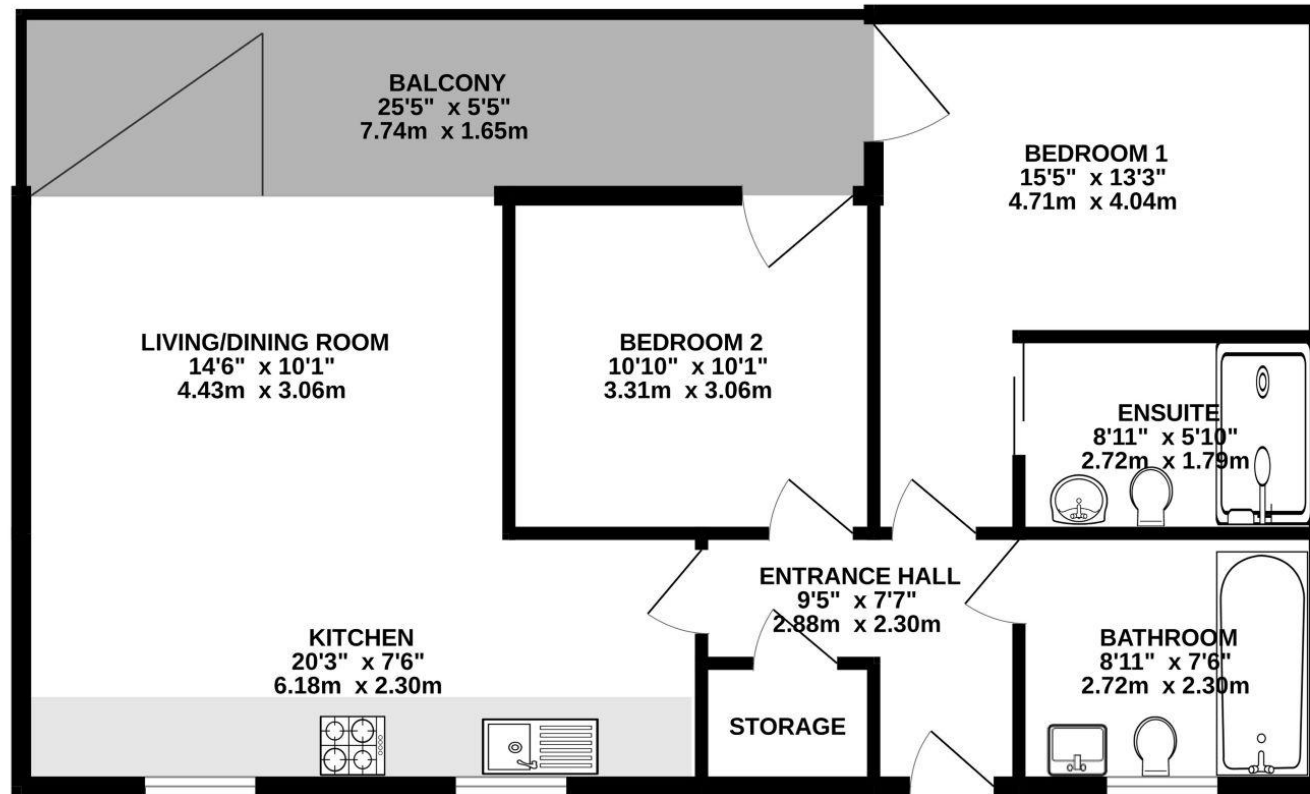 BALCONY
25'5" x 5'5"
7.74m x 1.65m
BEDROOM 1
15'5" x 13'3"
4.71m x 4.04m
LIVING/DINING ROOM
14'6" x 10'1"
4.43m x 3.06m
BEDROOM 2
10'10" x 10'1"
3.31m x 3.06m
ENSUITE
8'11" x 5'10"
2.72m x 1.79m
ENTRANCE HALL
9'5" x 7'7"
2.88m x 2.30m
KITCHEN
20'3" x 7'6"
6.18m x 2.30m
BATHROOM
8'11" x 7'6"
2.72m x 2.30m
STORAGE